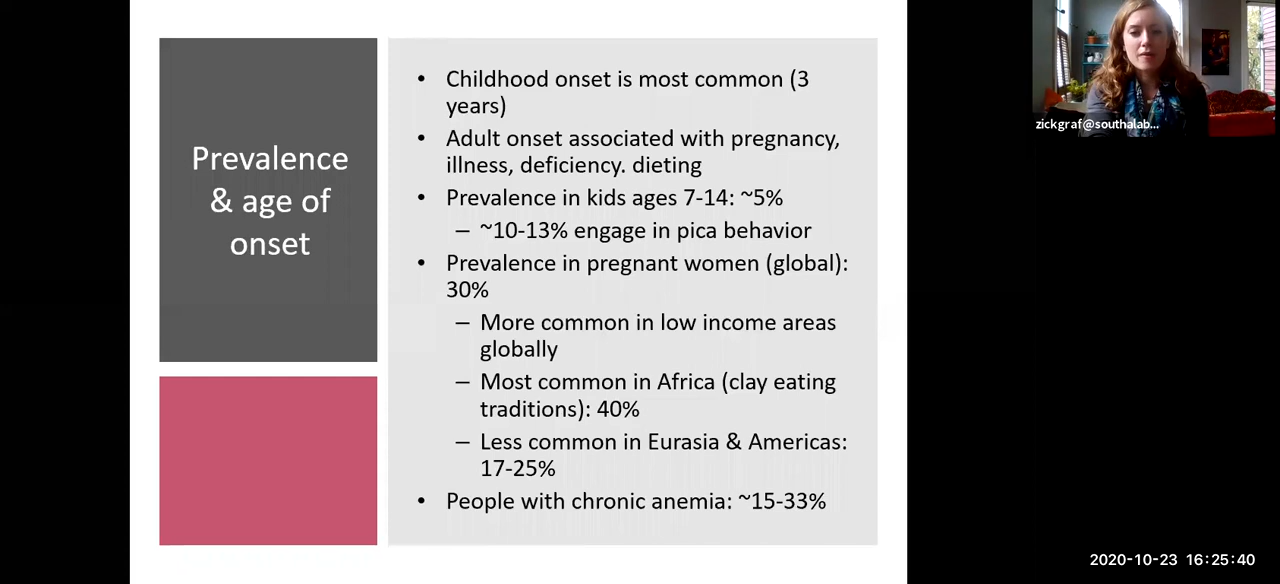 Prevalence
& age of
onset
• Childhood onset is most common (3
years)
• Adult onset associated with pregnancy,
illness, deficiency. dieting
• Prevalence in kids ages 7-14: ~5%
– ~10-13% engage in pica behavior
• Prevalence in pregnant women (global):
30%
– More common in low income areas
globally
– Most common in Africa (clay eating
traditions): 40%
– Less common in Eurasia & Americas:
17-25%
• People with chronic anemia: ~15-33%
zickgraf@southalab...
2020-10-23 16:25:40